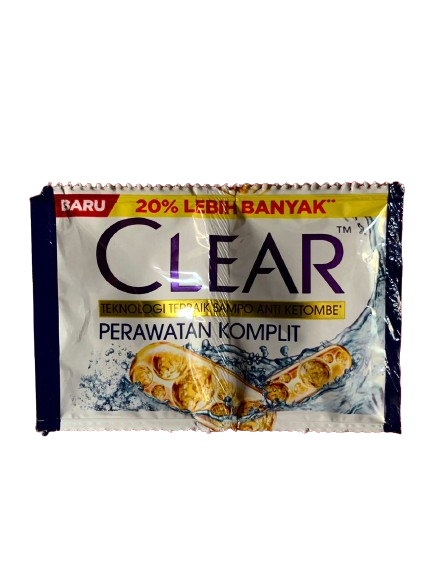 BARU 20% LEBIH BANYAK**
CLEAR™
TEKNOLOGI TERBAIK SAMPO ANTI KETOMBE*
PERAWATAN KOMPLIT